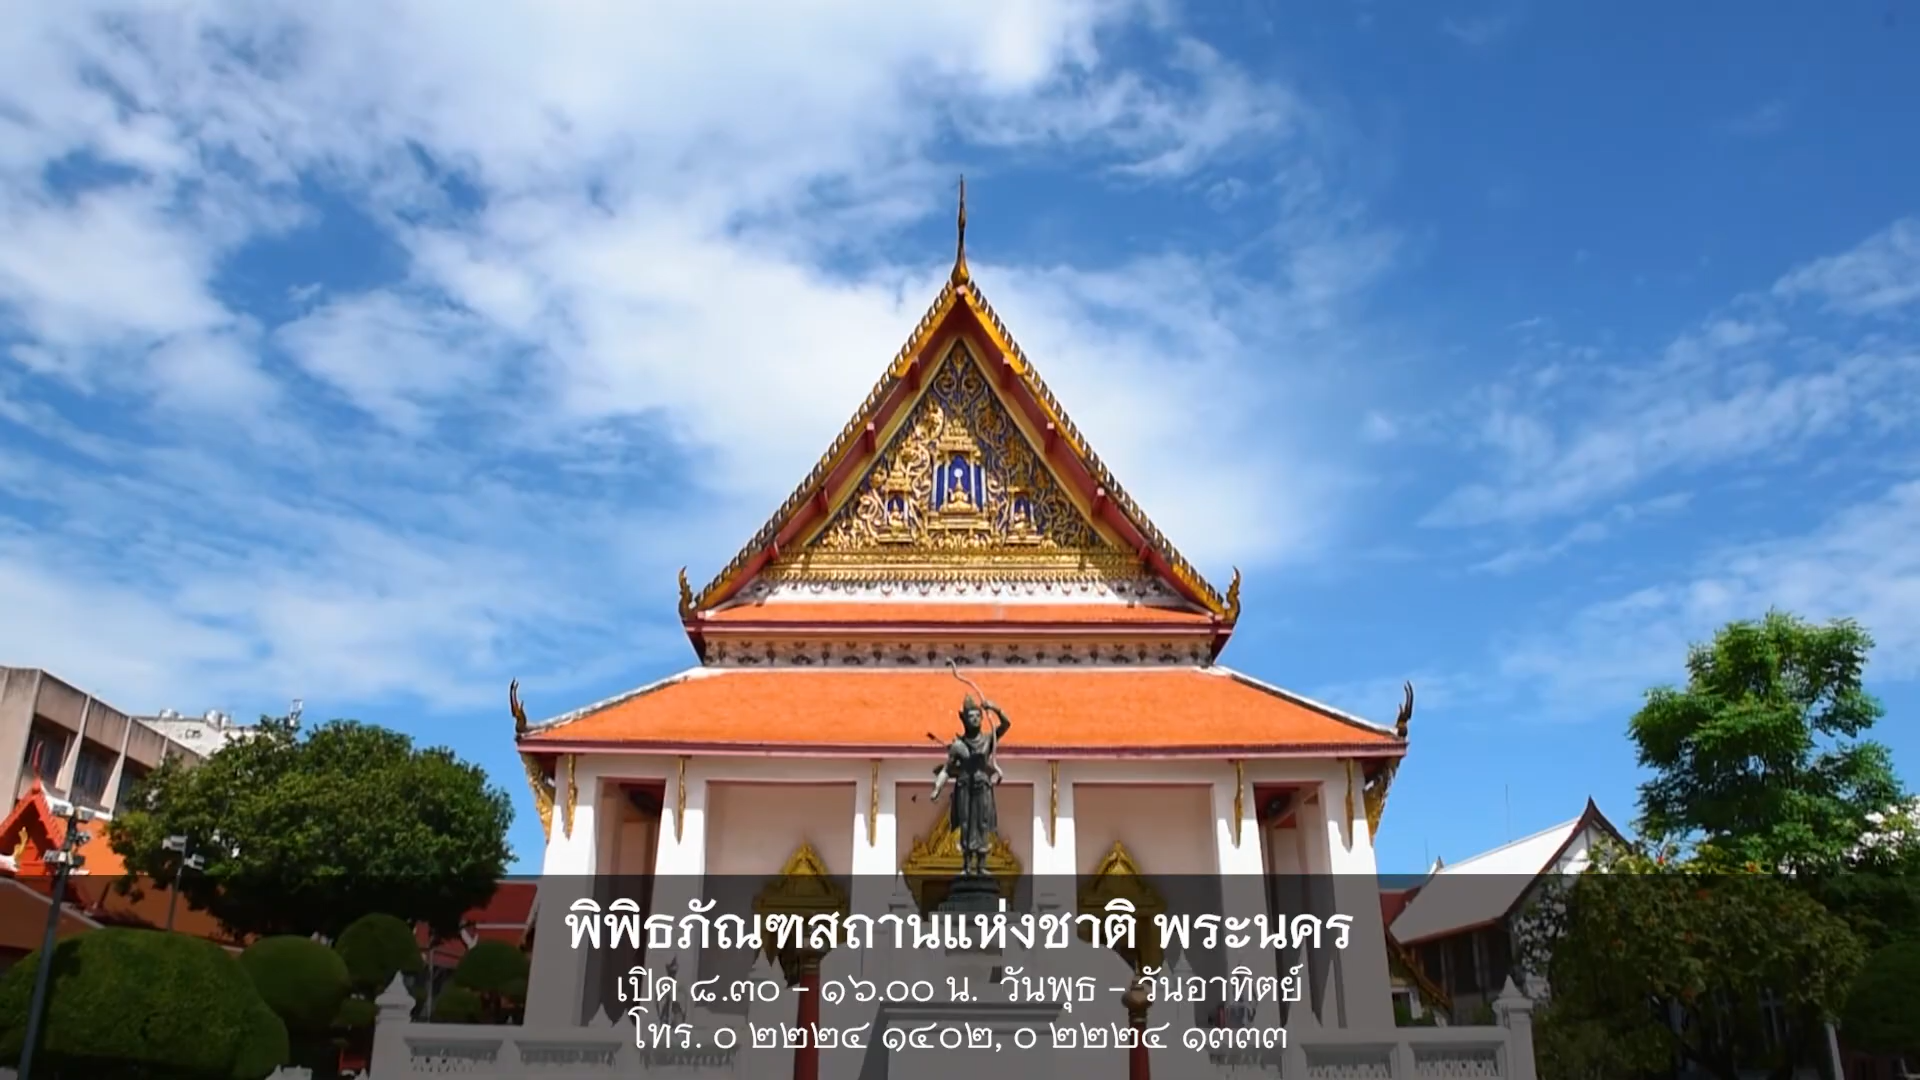 พิพิธภัณฑสถานแห่งชาติ พระนคร
เปิด ๘.๓๐ – ๑๖.๐๐ น. วันพุธ – วันอาทิตย์
โทร. ๐ ๒๒๒๔ ๑๔๐๒, ๐ ๒๒๒๔ ๑๓๓๓